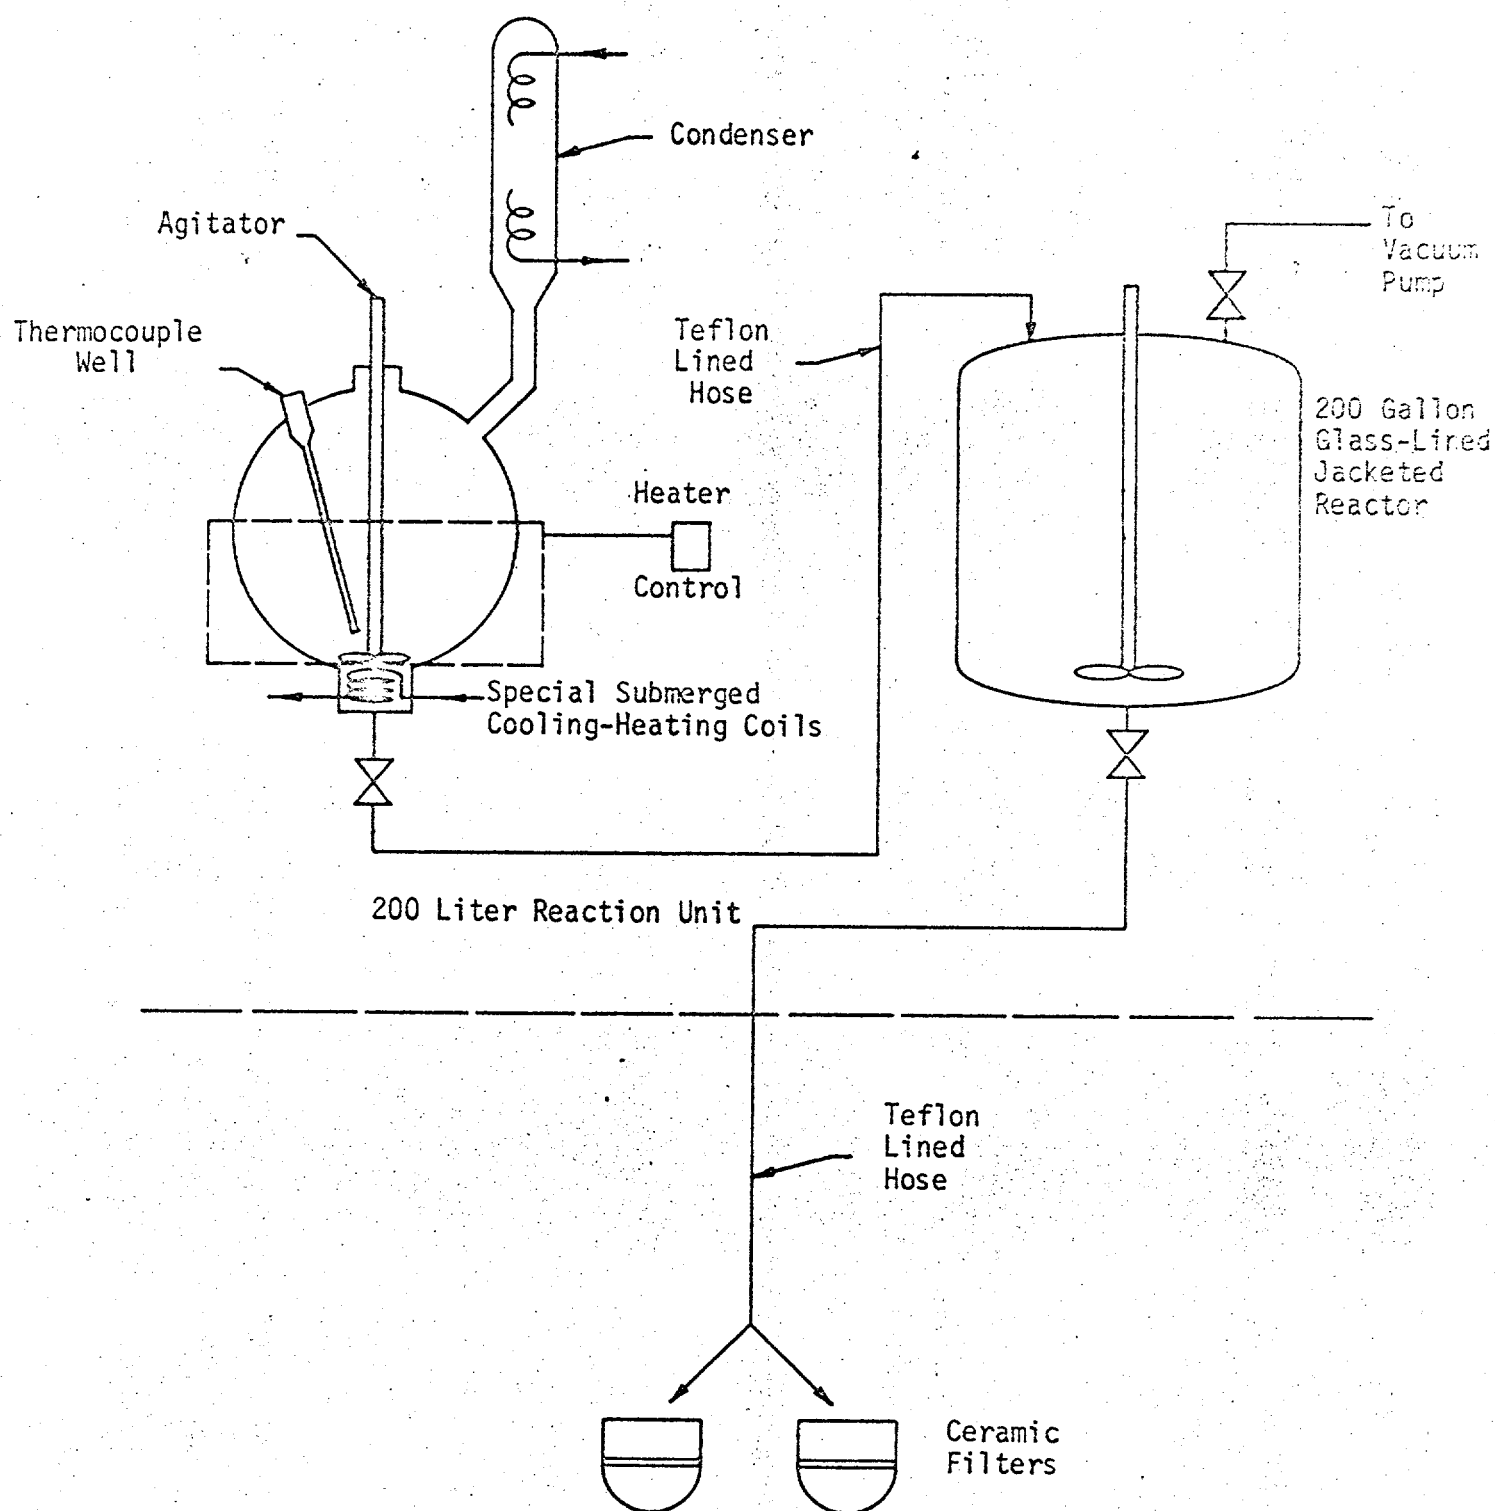 Condenser
Agitator
To
Vacuum
Pump
Thermocouple
Well
Teflon
Lined
Hose
200 Gallon
Glass-Lined
Jacketed
Reactor
Heater
Control
Special Submerged
Cooling-Heating Coils
200 Liter Reaction Unit
Teflon
Lined
Hose
Ceramic
Filters